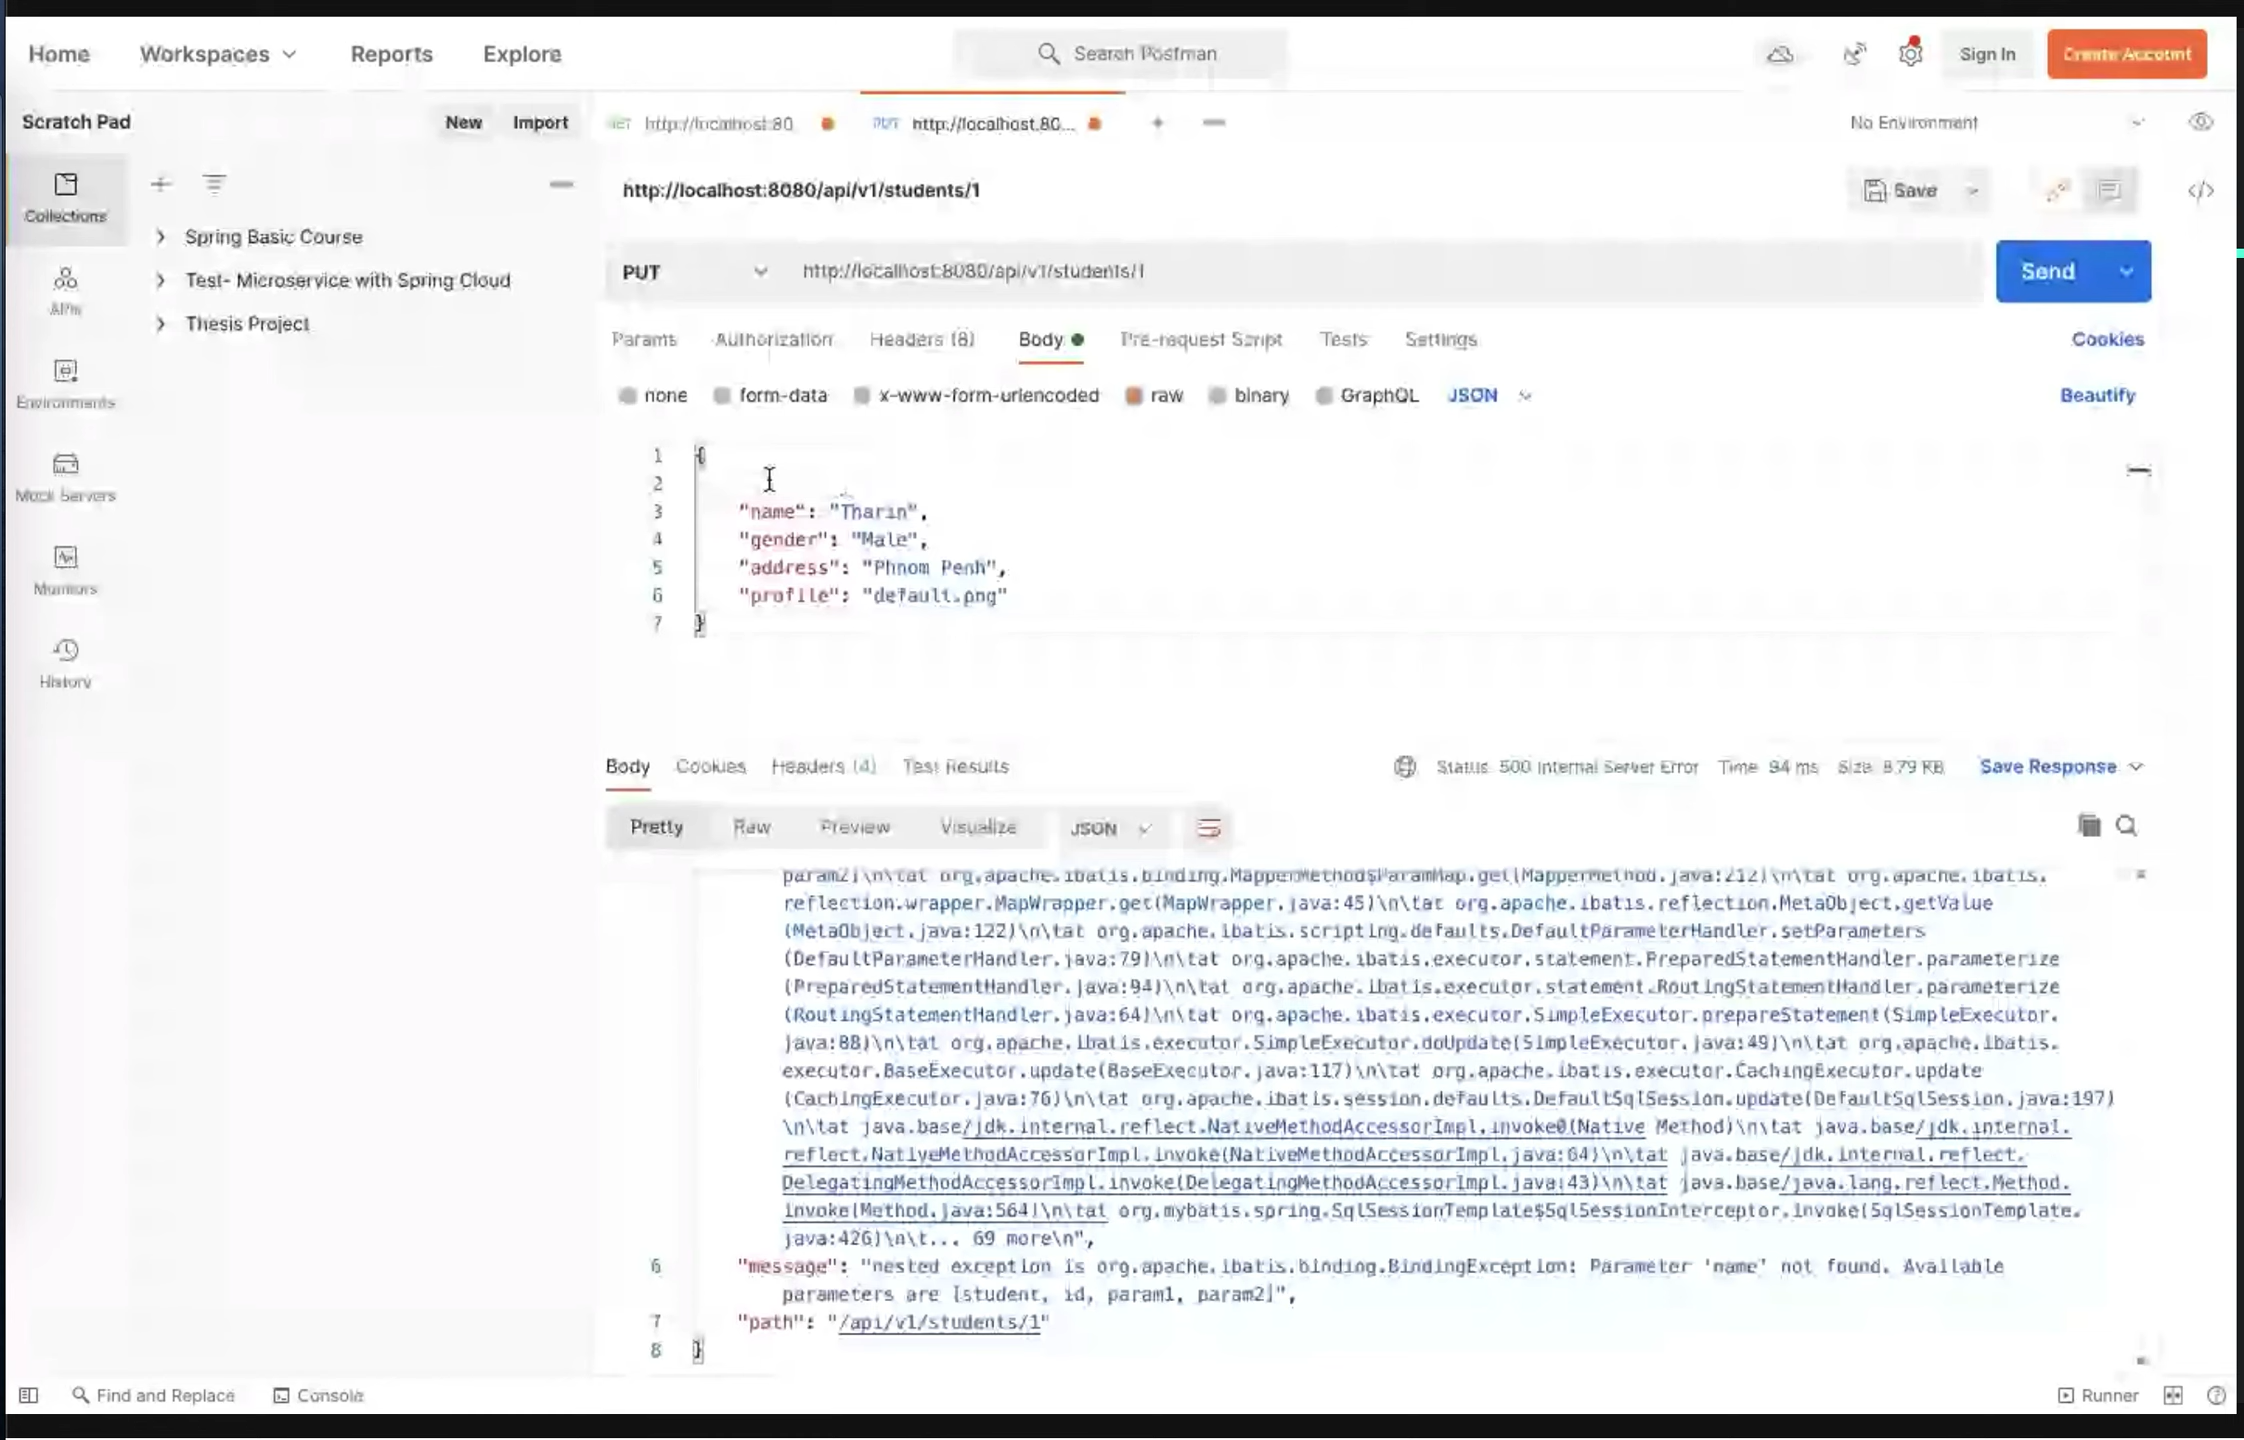 Home Workspaces Reports Explore Search Postman Sign In Create Account
Scratch Pad New Import GET http://localhost:80 PUT http://localhost:80... No Environment
http://localhost:8080/api/v1/students/1 Save
Collections
Spring Basic Course
Test- Microservice with Spring Cloud
Thesis Project
APIs
Environments
Mock Servers
Monitors
History
PUT http://localhost:8080/api/v1/students/1 Send
Params Authorization Headers (8) Body Pre-request Script Tests Settings Cookies
none form-data x-www-form-urlencoded raw binary GraphQL JSON Beautify
1 {
2
3 "name": "Tharin",
4 "gender": "Male",
5 "address": "Phnom Penh",
6 "profile": "default.png"
7 }
Body Cookies Headers (4) Test Results Status: 500 Internal Server Error Time: 94 ms Size: 8.79 KB Save Response
Pretty Raw Preview Visualize JSON
param2]\n\tat org.apache.ibatis.binding.MapperMethod$ParamMap.get(MapperMethod.java:212)\n\tat org.apache.ibatis.
reflection.wrapper.MapWrapper.get(MapWrapper.java:45)\n\tat org.apache.ibatis.reflection.MetaObject.getValue
(MetaObject.java:122)\n\tat org.apache.ibatis.scripting.defaults.DefaultParameterHandler.setParameters
(DefaultParameterHandler.java:79)\n\tat org.apache.ibatis.executor.statement.PreparedStatementHandler.parameterize
(PreparedStatementHandler.java:94)\n\tat org.apache.ibatis.executor.statement.RoutingStatementHandler.parameterize
(RoutingStatementHandler.java:64)\n\tat org.apache.ibatis.executor.SimpleExecutor.prepareStatement(SimpleExecutor.
java:88)\n\tat org.apache.ibatis.executor.SimpleExecutor.doUpdate(SimpleExecutor.java:49)\n\tat org.apache.ibatis.
executor.BaseExecutor.update(BaseExecutor.java:117)\n\tat org.apache.ibatis.executor.CachingExecutor.update
(CachingExecutor.java:76)\n\tat org.apache.ibatis.session.defaults.DefaultSqlSession.update(DefaultSqlSession.java:197)
\n\tat java.base/jdk.internal.reflect.NativeMethodAccessorImpl.invoke0(Native Method)\n\tat java.base/jdk.internal.
reflect.NativeMethodAccessorImpl.invoke(NativeMethodAccessorImpl.java:64)\n\tat java.base/jdk.internal.reflect.
DelegatingMethodAccessorImpl.invoke(DelegatingMethodAccessorImpl.java:43)\n\tat java.base/java.lang.reflect.Method.
invoke(Method.java:564)\n\tat org.mybatis.spring.SqlSessionTemplate$SqlSessionInterceptor.invoke(SqlSessionTemplate.
java:426)\n\t... 69 more\n",
6 "message": "nested exception is org.apache.ibatis.binding.BindingException: Parameter 'name' not found. Available
parameters are [student, id, param1, param2]",
7 "path": "/api/v1/students/1"
8 }
Find and Replace Console Runner